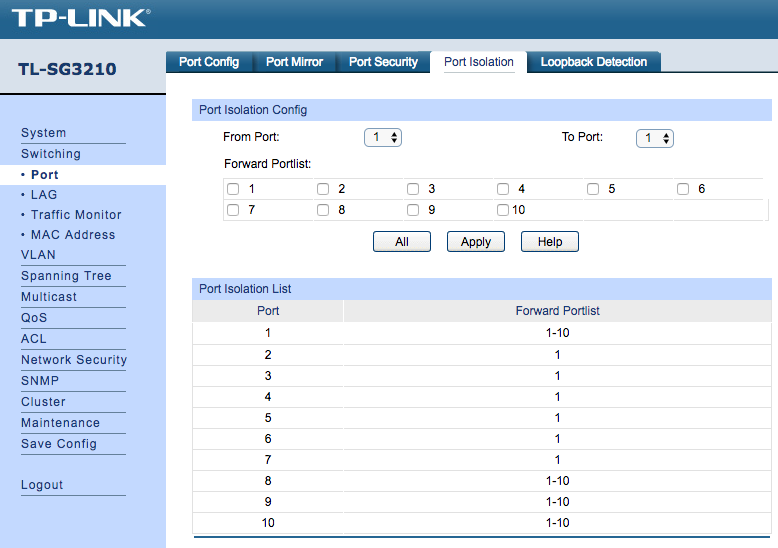 TP-LINK®
TL-SG3210
Port Config Port Mirror Port Security Port Isolation Loopback Detection
System
Switching
• Port
• LAG
• Traffic Monitor
• MAC Address
VLAN
Spanning Tree
Multicast
QoS
ACL
Network Security
SNMP
Cluster
Maintenance
Save Config
Logout
Port Isolation Config
From Port: 1 To Port: 1
Forward Portlist:
1 2 3 4 5 6
7 8 9 10
All Apply Help
Port Isolation List
Port Forward Portlist
1 1-10
2 1
3 1
4 1
5 1
6 1
7 1
8 1-10
9 1-10
10 1-10